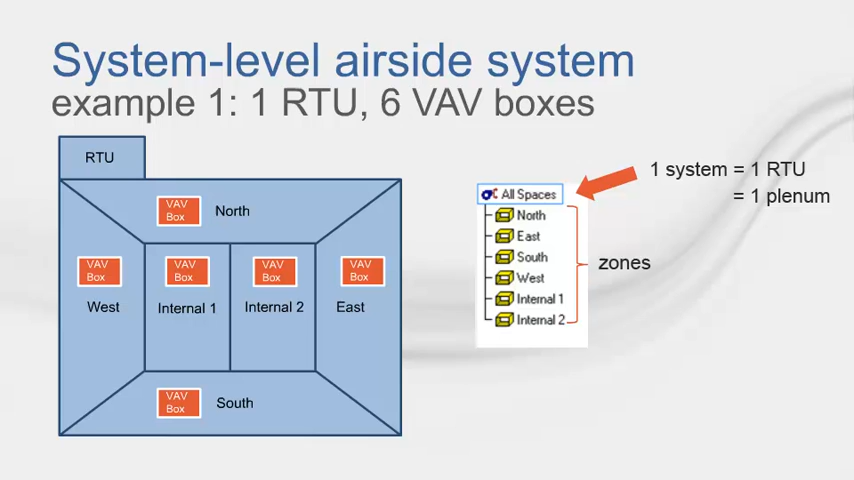 System-level airside system
example 1: 1 RTU, 6 VAV boxes
RTU
VAV
Box
North
VAV
Box
West
VAV
Box
Internal 1
VAV
Box
Internal 2
VAV
Box
East
VAV
Box
South
All Spaces
North
East
South
West
Internal 1
Internal 2
zones
1 system = 1 RTU
= 1 plenum